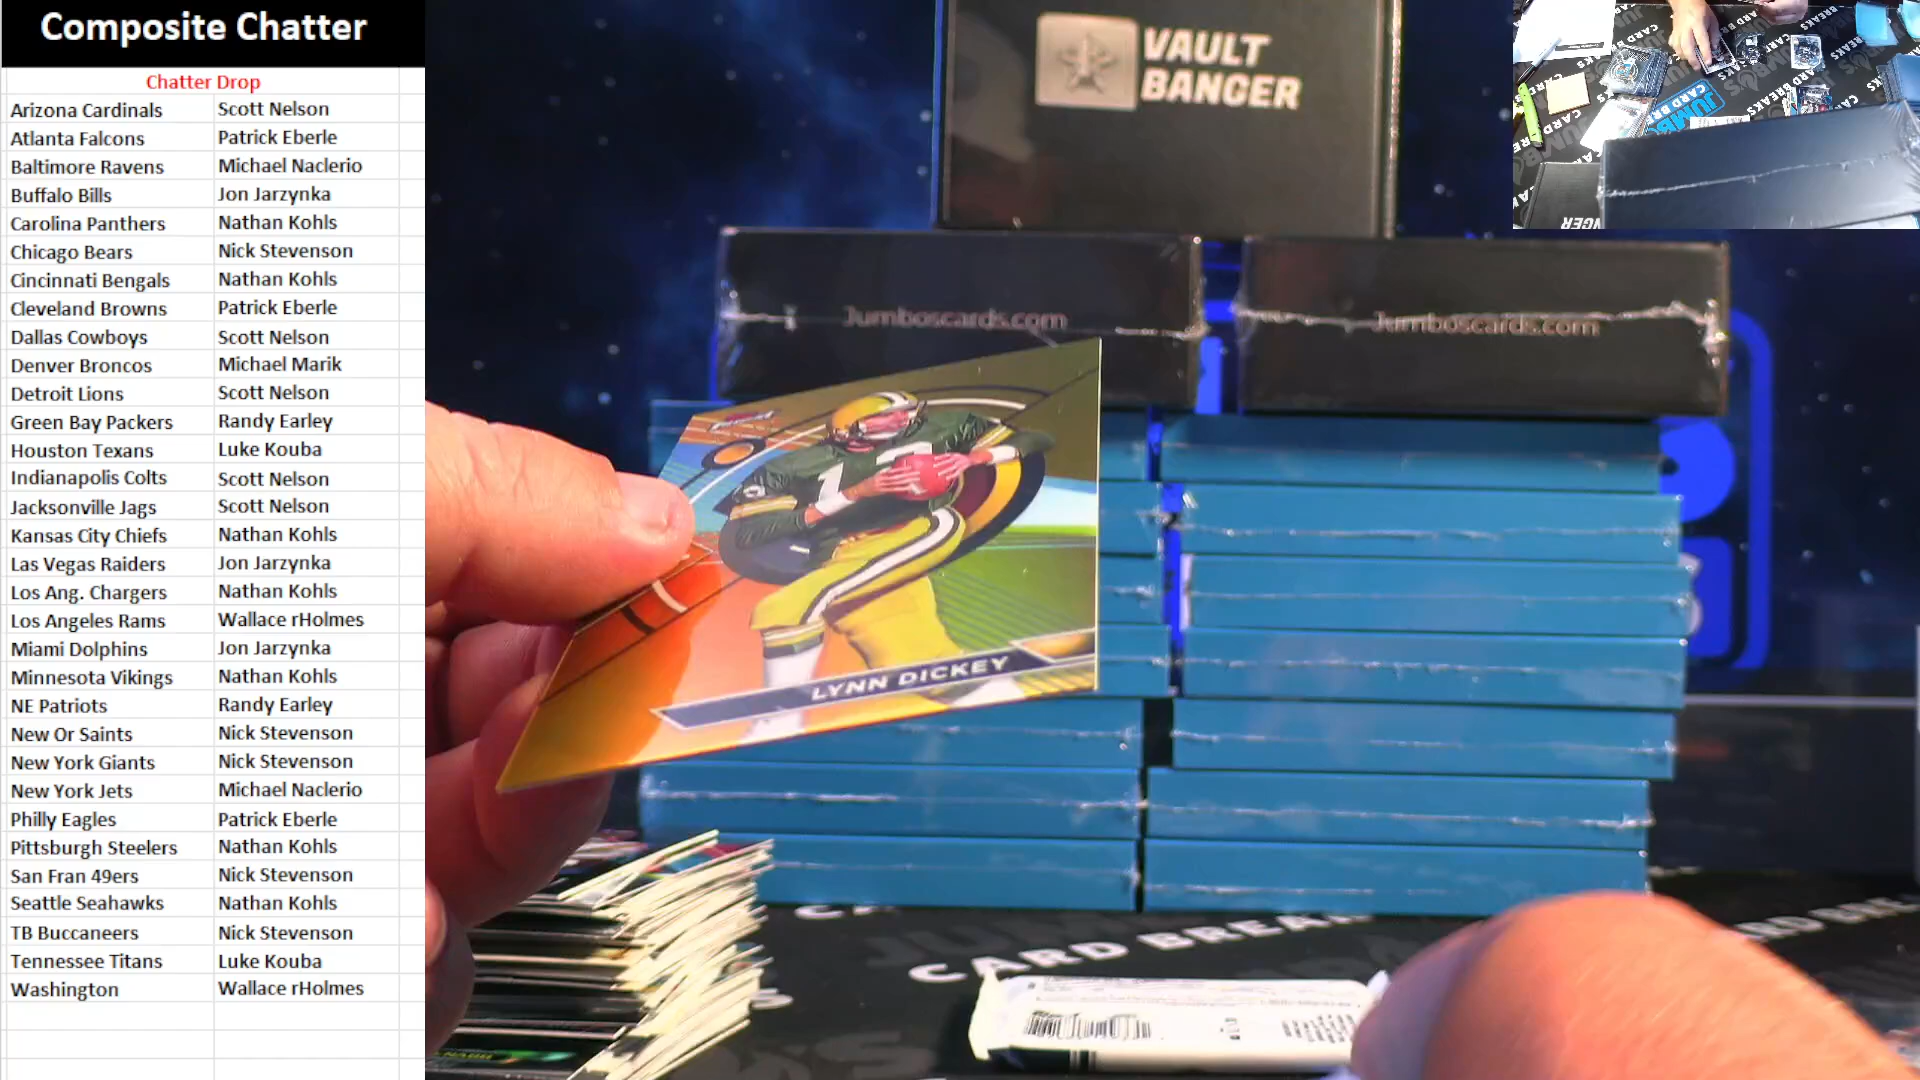 Composite Chatter
Chatter Drop
Arizona Cardinals Scott Nelson
Atlanta Falcons Patrick Eberle
Baltimore Ravens Michael Naclerio
Buffalo Bills Jon Jarzynka
Carolina Panthers Nathan Kohls
Chicago Bears Nick Stevenson
Cincinnati Bengals Nathan Kohls
Cleveland Browns Patrick Eberle
Dallas Cowboys Scott Nelson
Denver Broncos Michael Marik
Detroit Lions Scott Nelson
Green Bay Packers Randy Earley
Houston Texans Luke Kouba
Indianapolis Colts Scott Nelson
Jacksonville Jags Scott Nelson
Kansas City Chiefs Nathan Kohls
Las Vegas Raiders Jon Jarzynka
Los Ang. Chargers Nathan Kohls
Los Angeles Rams Wallace rHolmes
Miami Dolphins Jon Jarzynka
Minnesota Vikings Nathan Kohls
NE Patriots Randy Earley
New Or Saints Nick Stevenson
New York Giants Nick Stevenson
New York Jets Michael Naclerio
Philly Eagles Patrick Eberle
Pittsburgh Steelers Nathan Kohls
San Fran 49ers Nick Stevenson
Seattle Seahawks Nathan Kohls
TB Buccaneers Nick Stevenson
Tennessee Titans Luke Kouba
Washington Wallace rHolmes
VAULT
BANGER
Jumboscards.com
Jumboscards.com
12
LYNN DICKEY
CARD BREAKS
CARD BREAKS
JUMBO